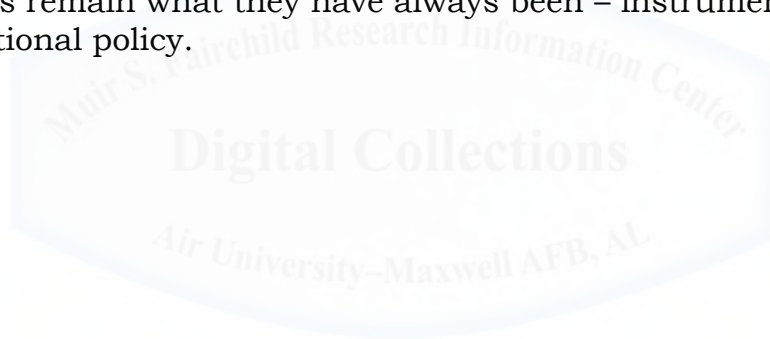 s remain what they have always been – instrumen
tional policy.
Muir S. Fairchild Research Information Center
Digital Collections
Air University–Maxwell AFB, AL